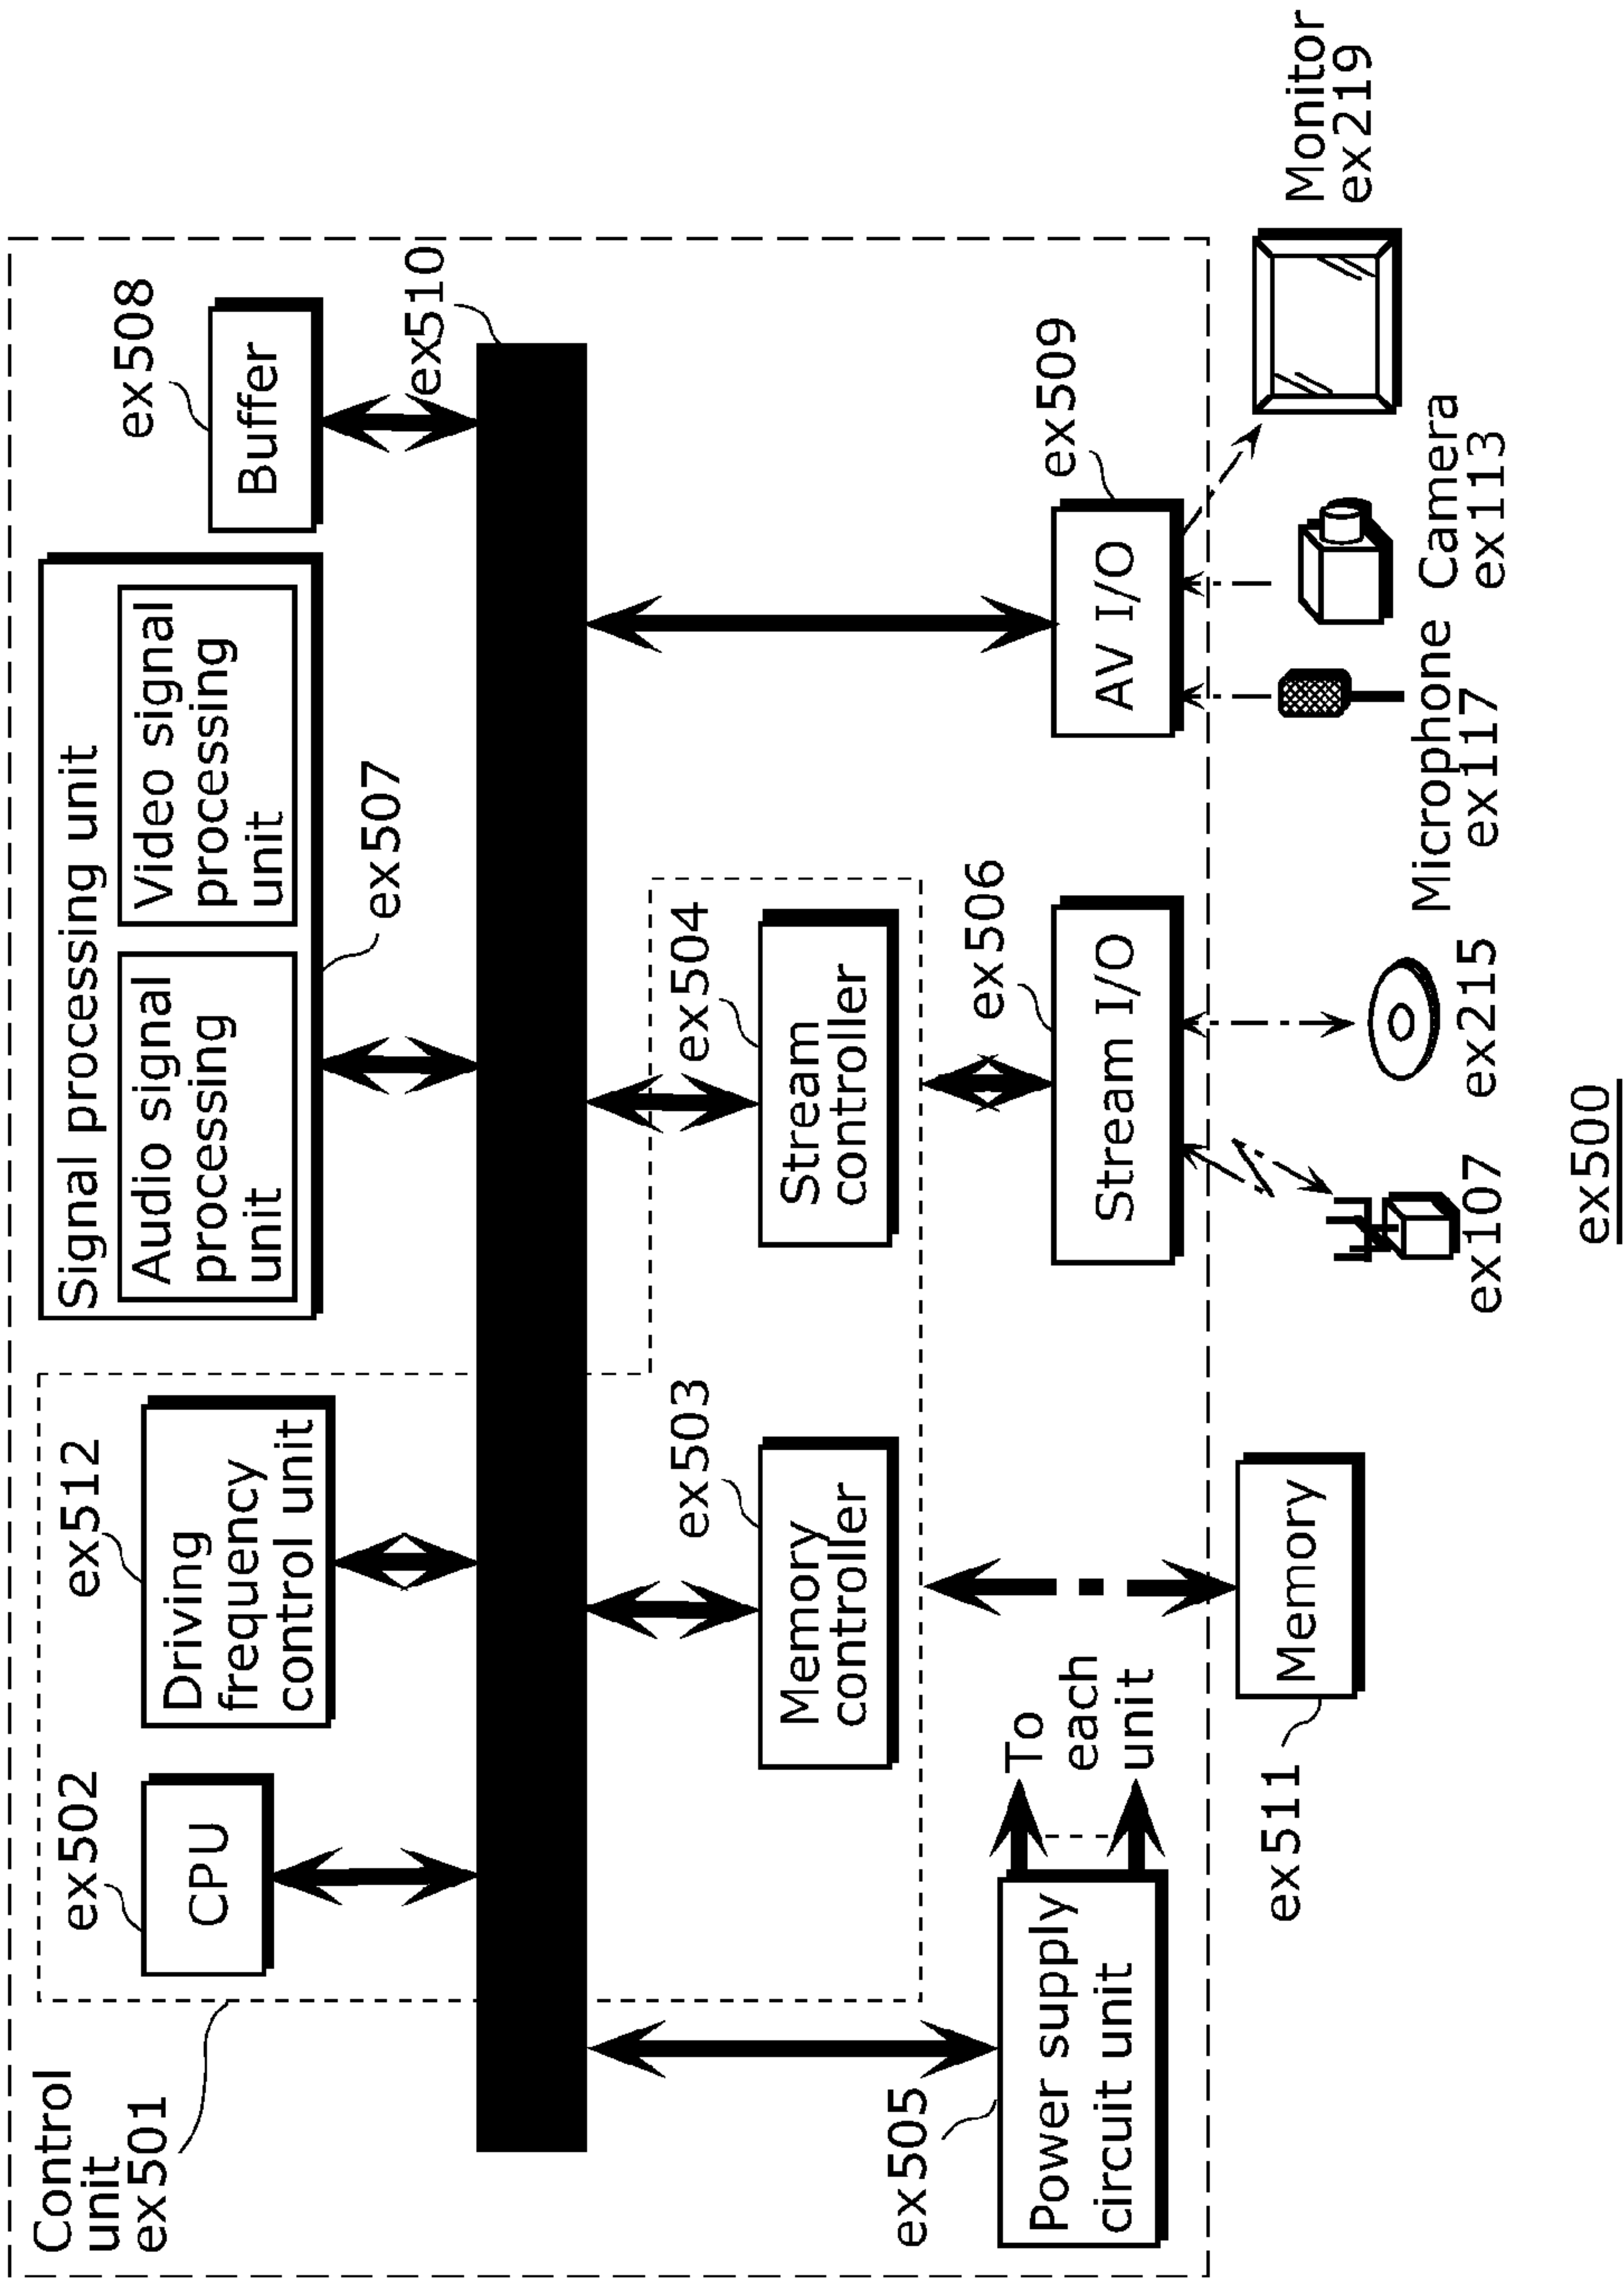 Control
unit
ex501
ex502
CPU
ex512
Driving
frequency
control unit
Signal processing unit
Audio signal
processing
unit
Video signal
processing
unit
ex507
ex508
Buffer
ex510
ex503
Memory
controller
ex504
Stream
controller
ex505
Power supply
circuit unit
To
each
unit
ex506
Stream I/O
ex509
AV I/O
ex511
Memory
ex107
ex215
Microphone
ex117
Camera
ex113
Monitor
ex219
ex500